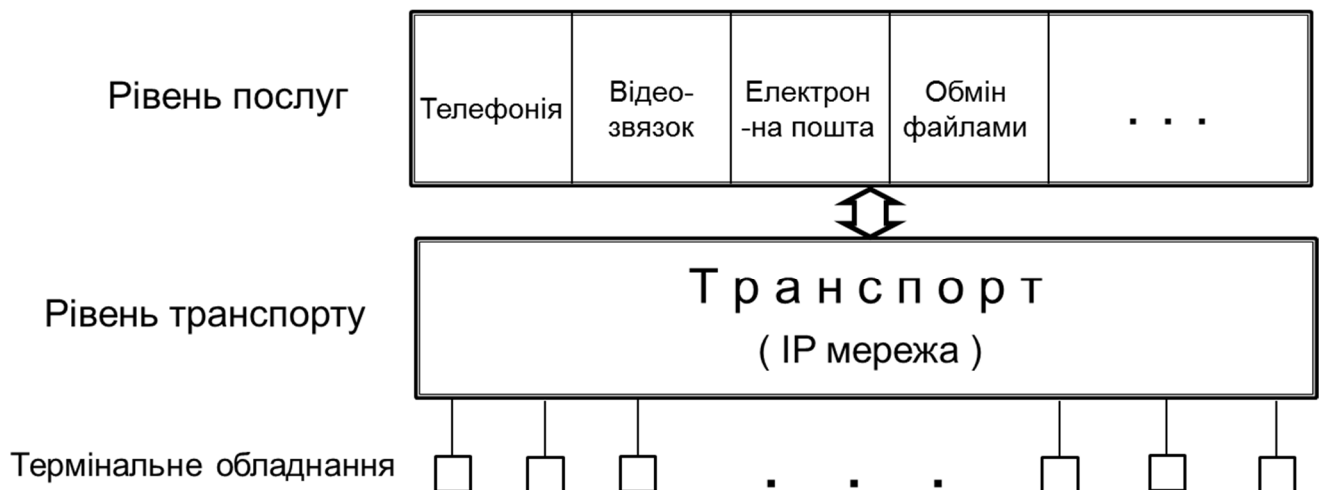 Рівень послуг
Телефонія
Відео-
звязок
Електрон
-на пошта
Обмін
файлами
. . .
Рівень транспорту
Транспорт
( IP мережа )
Термінальне обладнання
. . .